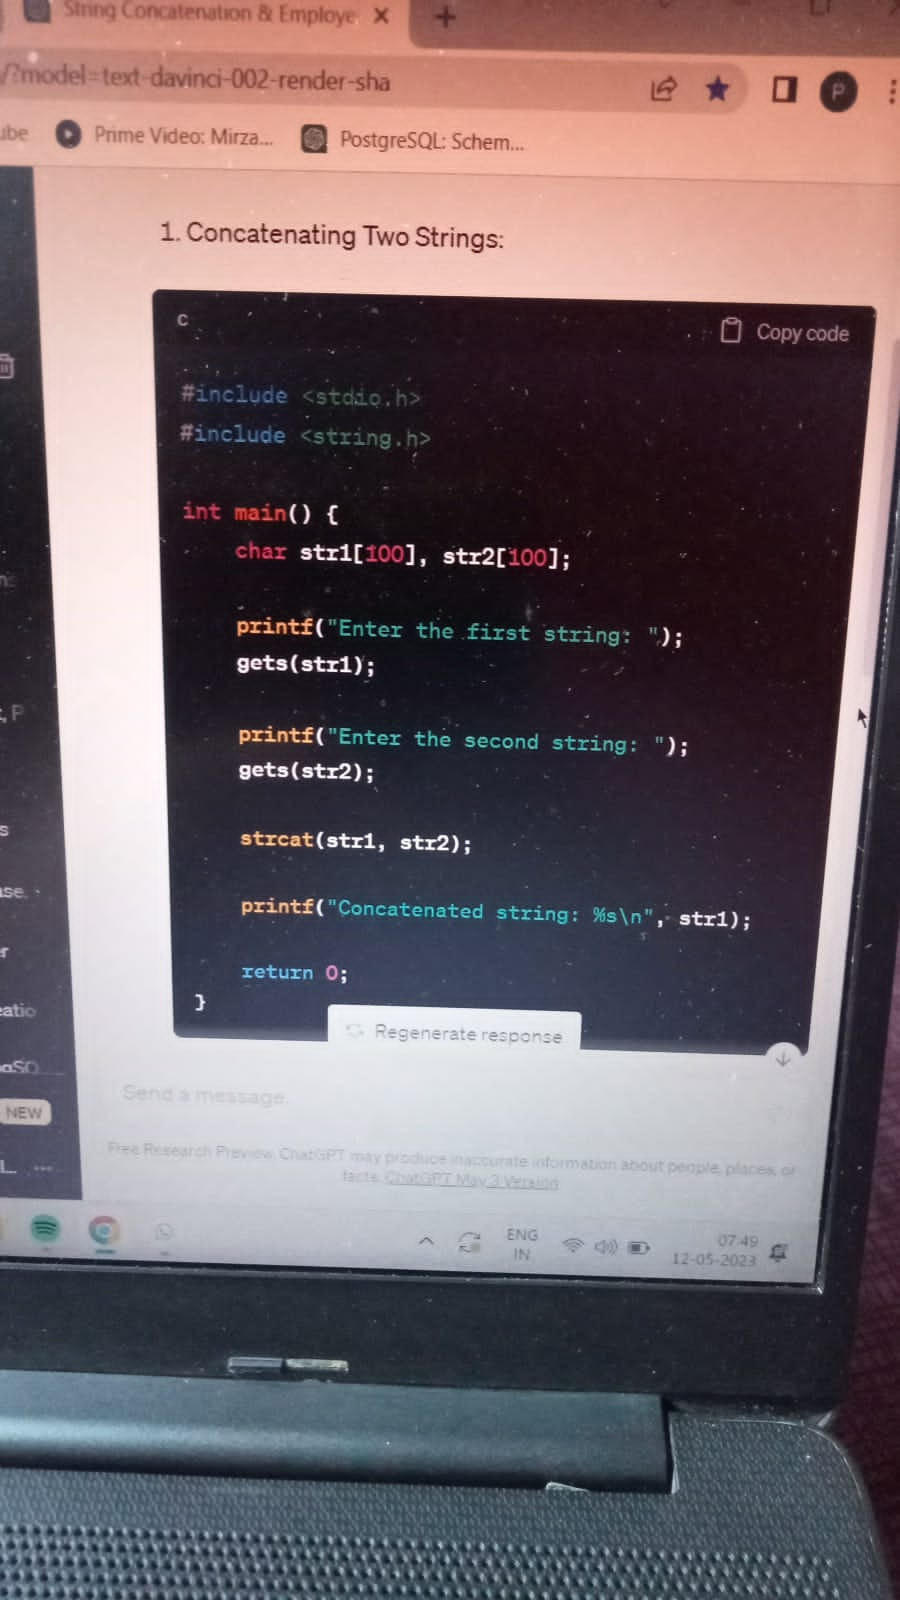 String Concatenation & Employe
/?model=text-davinci-002-render-sha
P
ube
Prime Video: Mirza...
PostgreSQL: Schem...
1. Concatenating Two Strings:
c
Copy code
#include <stdio.h>
#include <string.h>
int main() {
char str1[100], str2[100];
printf("Enter the first string: ");
gets(str1);
printf("Enter the second string: ");
gets(str2);
strcat(str1, str2);
printf("Concatenated string: %s\n", str1);
return 0;
}
Regenerate response
Send a message.
NEW
Free Research Preview. ChatGPT may produce inaccurate information about people, places, or
facts. ChatGPT May 3 Version
ENG
IN
07:49
12-05-2023